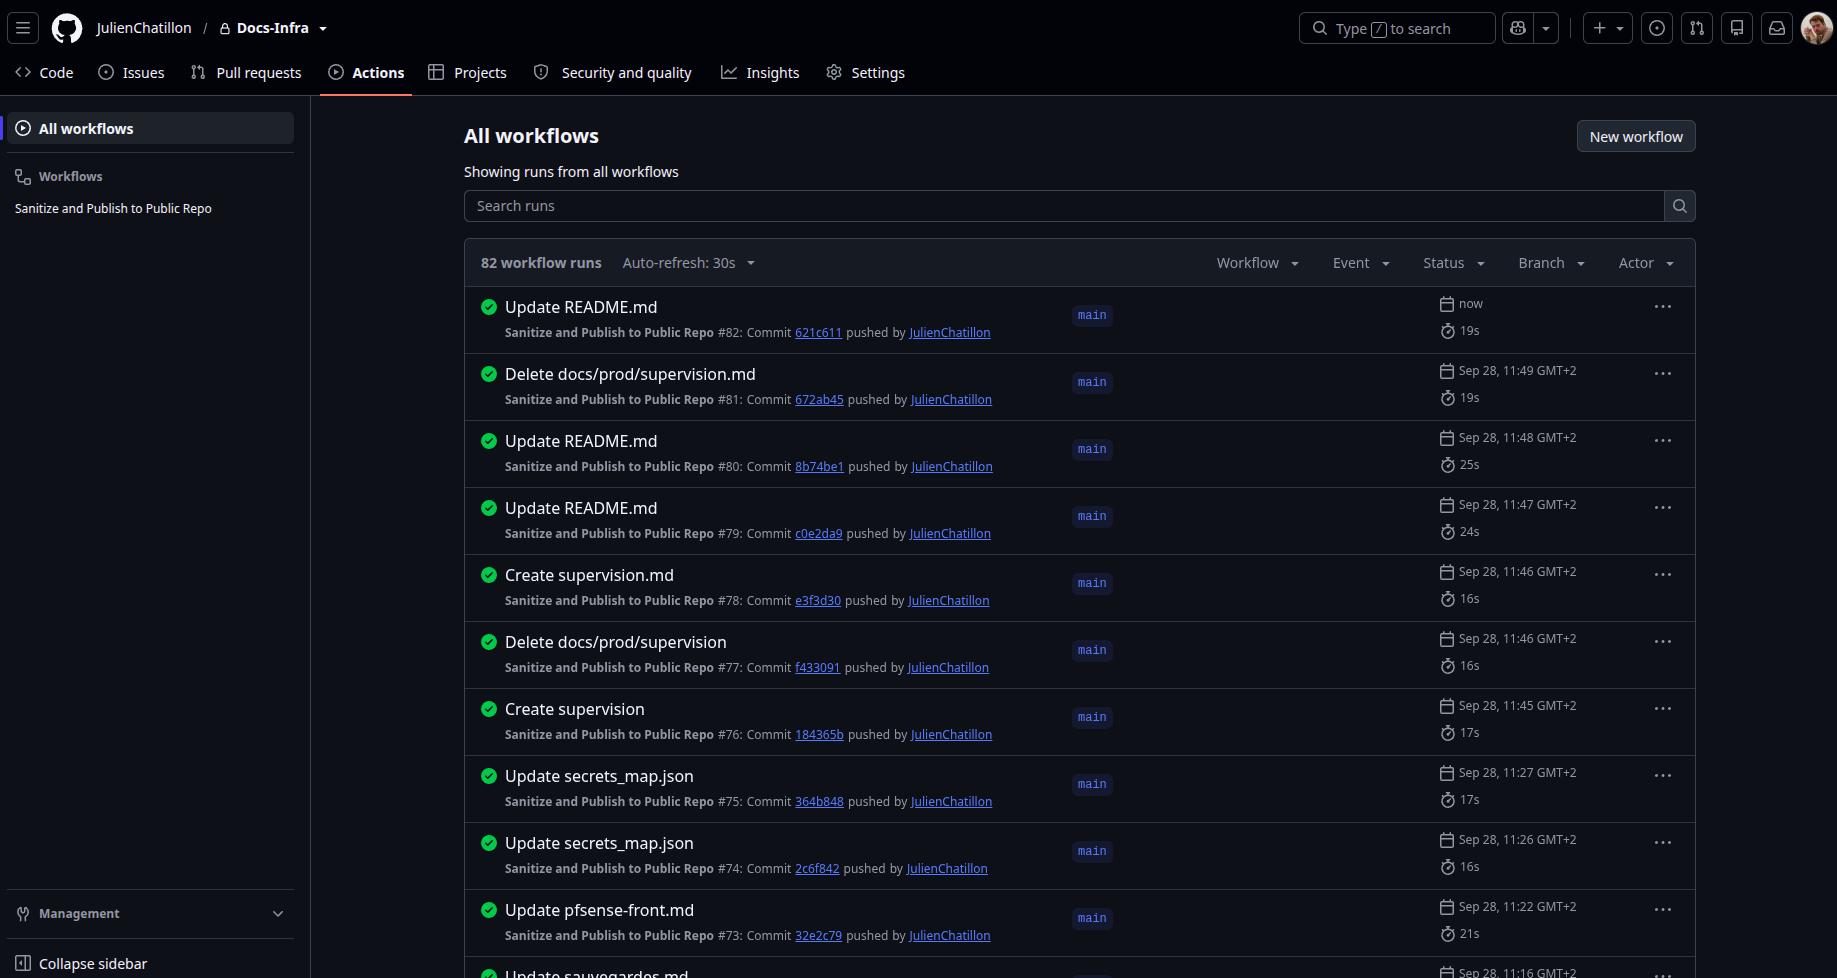 JulienChatillon / Docs-Infra
Type / to search
Code
Issues
Pull requests
Actions
Projects
Security and quality
Insights
Settings
All workflows
Workflows
Sanitize and Publish to Public Repo
Management
Collapse sidebar
All workflows
New workflow
Showing runs from all workflows
Search runs
82 workflow runs Auto-refresh: 30s Workflow Event Status Branch Actor
Update README.md
main
now
Sanitize and Publish to Public Repo #82: Commit 621c611 pushed by JulienChatillon
19s
Delete docs/prod/supervision.md
main
Sep 28, 11:49 GMT+2
Sanitize and Publish to Public Repo #81: Commit 672ab45 pushed by JulienChatillon
19s
Update README.md
main
Sep 28, 11:48 GMT+2
Sanitize and Publish to Public Repo #80: Commit 8b74be1 pushed by JulienChatillon
25s
Update README.md
main
Sep 28, 11:47 GMT+2
Sanitize and Publish to Public Repo #79: Commit c0e2da9 pushed by JulienChatillon
24s
Create supervision.md
main
Sep 28, 11:46 GMT+2
Sanitize and Publish to Public Repo #78: Commit e3f3d30 pushed by JulienChatillon
16s
Delete docs/prod/supervision
main
Sep 28, 11:46 GMT+2
Sanitize and Publish to Public Repo #77: Commit f433091 pushed by JulienChatillon
16s
Create supervision
main
Sep 28, 11:45 GMT+2
Sanitize and Publish to Public Repo #76: Commit 184365b pushed by JulienChatillon
17s
Update secrets_map.json
main
Sep 28, 11:27 GMT+2
Sanitize and Publish to Public Repo #75: Commit 364b848 pushed by JulienChatillon
17s
Update secrets_map.json
main
Sep 28, 11:26 GMT+2
Sanitize and Publish to Public Repo #74: Commit 2c6f842 pushed by JulienChatillon
16s
Update pfsense-front.md
main
Sep 28, 11:22 GMT+2
Sanitize and Publish to Public Repo #73: Commit 32e2c79 pushed by JulienChatillon
21s
Update sauvegardes.md
Sep 28, 11:16 GMT+2